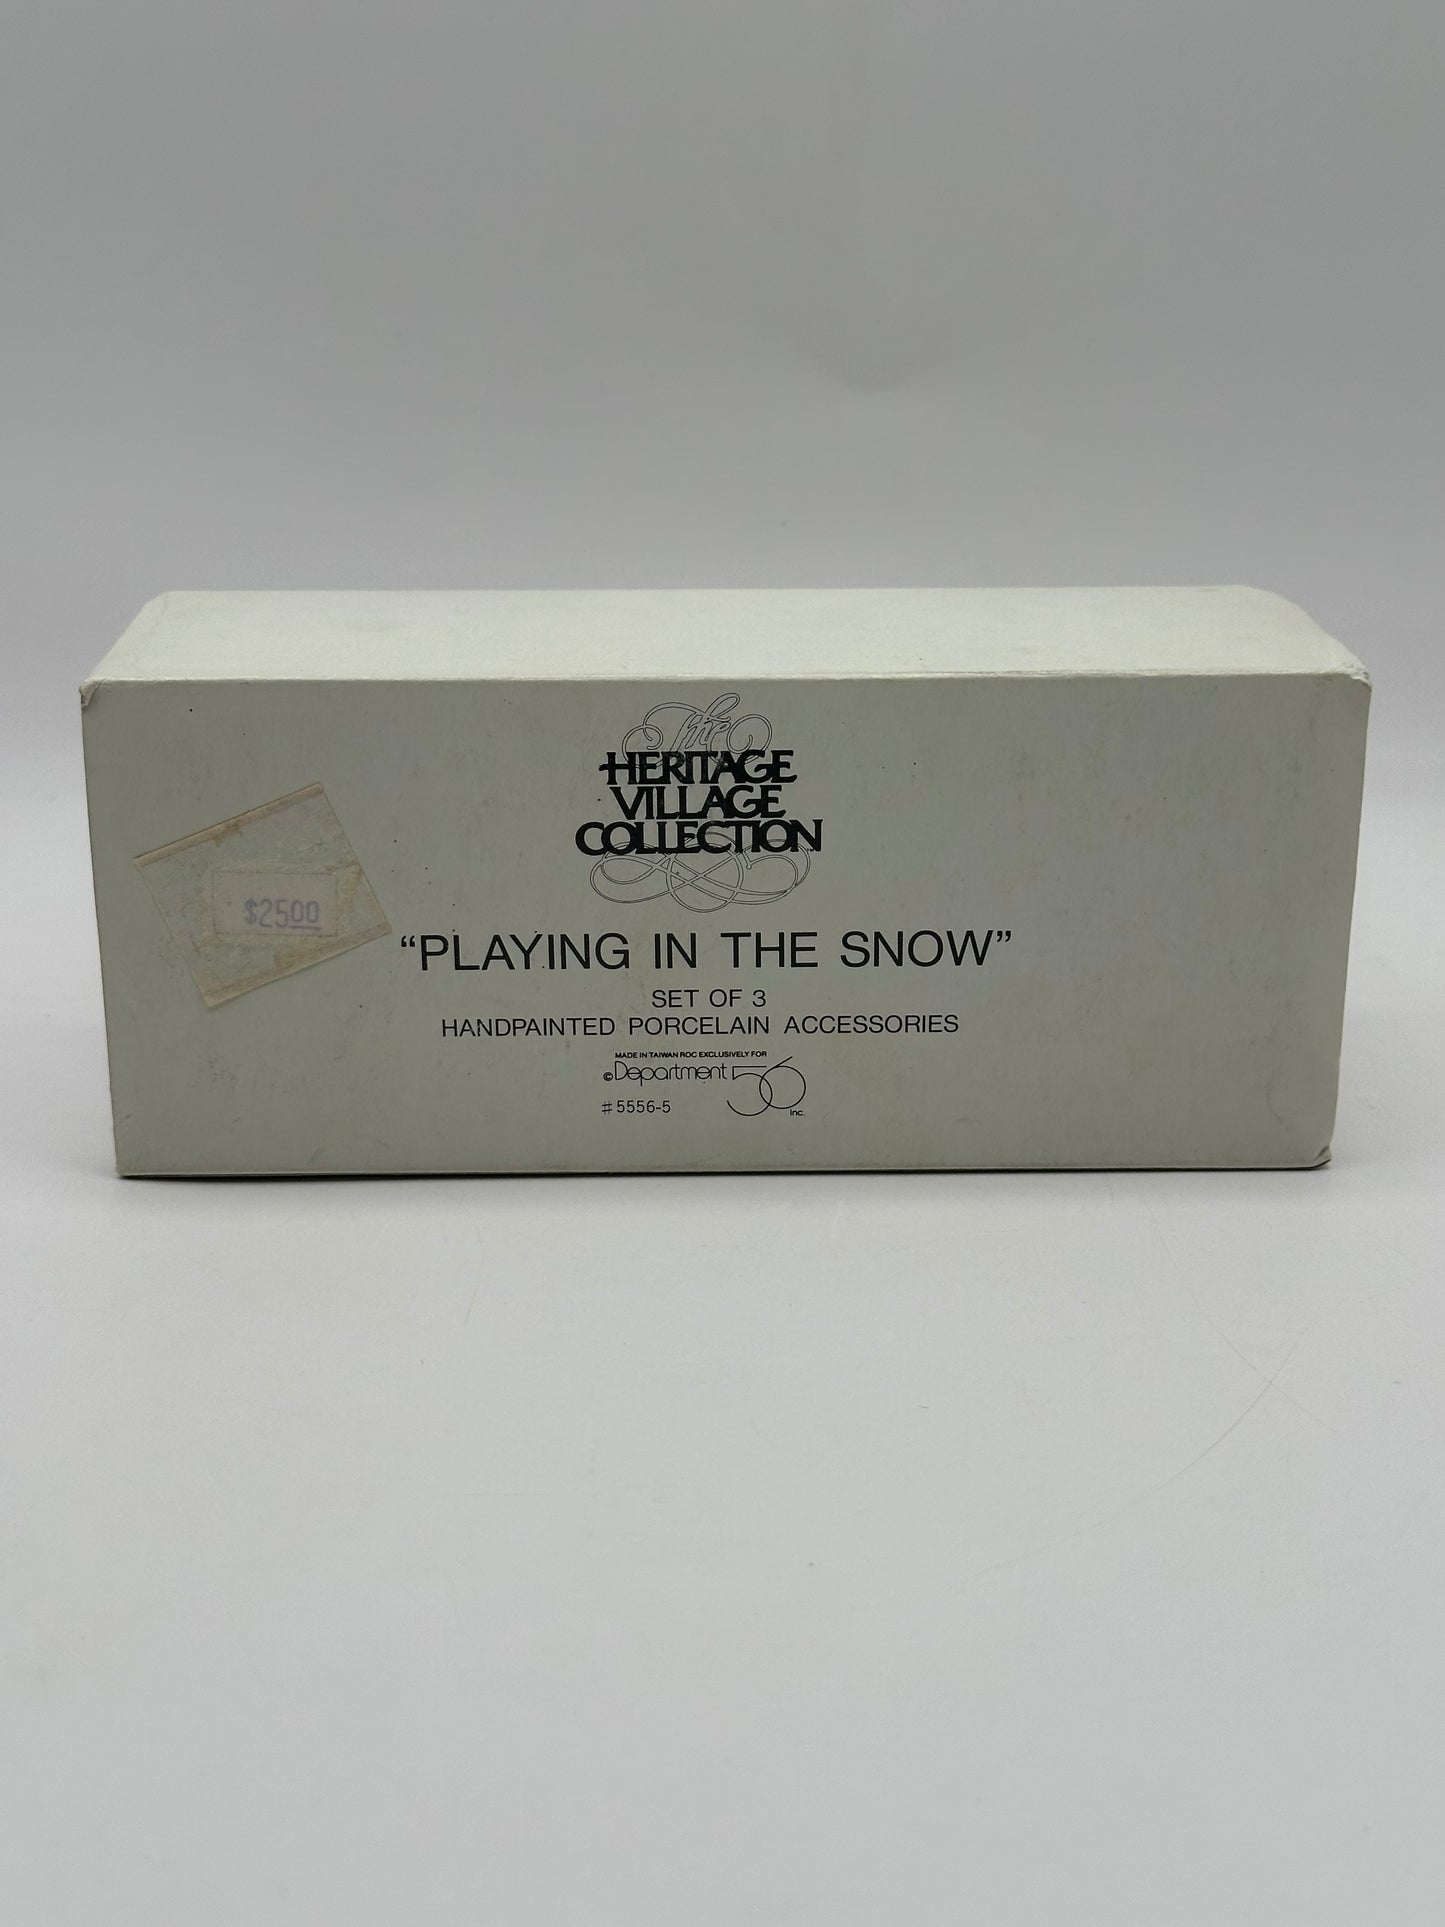 The
HERITAGE
VILLAGE
COLLECTION
$2500
“PLAYING IN THE SNOW”
SET OF 3
HANDPAINTED PORCELAIN ACCESSORIES
MADE IN TAIWAN ROC EXCLUSIVELY FOR
©Department 56 inc.
#5556-5